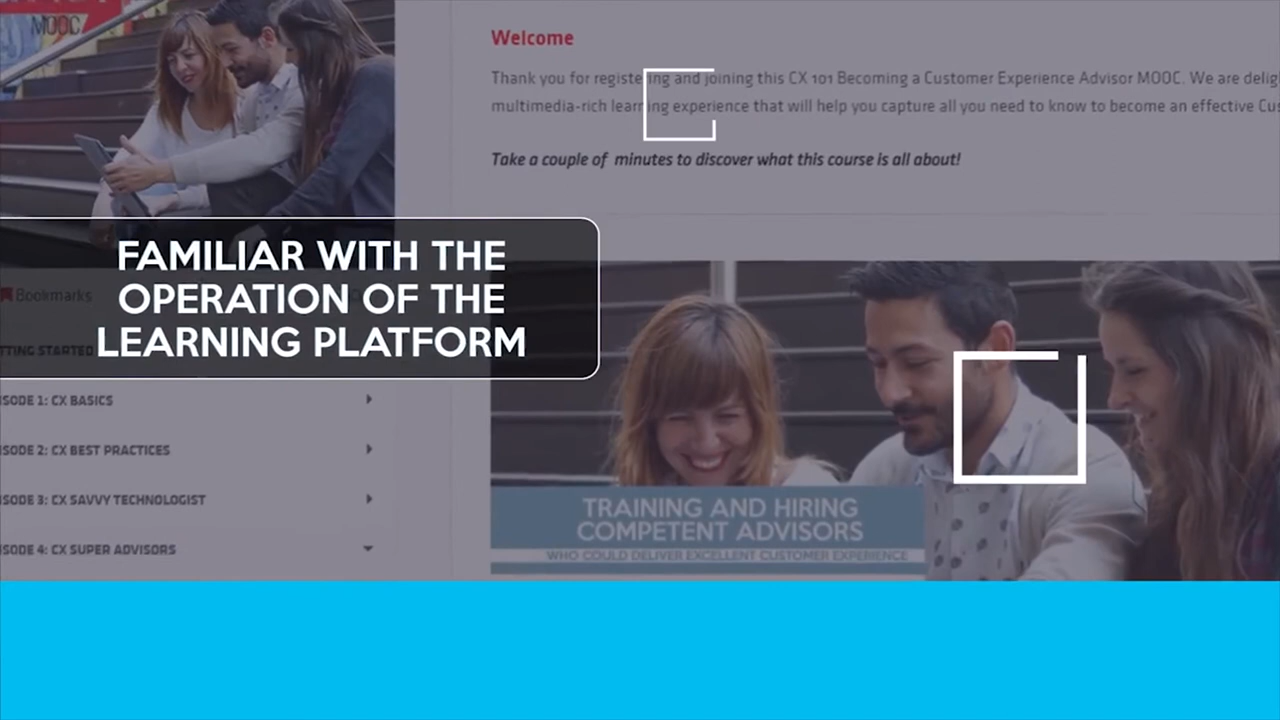 MOOC
Welcome
Thank you for registering and joining this CX 101 Becoming a Customer Experience Advisor MOOC. We are
multimedia-rich learning experience that will help you capture all you need to know to become an effective
Take a couple of minutes to discover what this course is all about!
FAMILIAR WITH THE
OPERATION OF THE
LEARNING PLATFORM
Bookmarks
TTING STARTED
ISODE 1: CX BASICS
ISODE 2: CX BEST PRACTICES
ISODE 3: CX SAVVY TECHNOLOGIST
ISODE 4: CX SUPER ADVISORS
TRAINING AND HIRING
COMPETENT ADVISORS
WHO COULD DELIVER EXCELLENT CUSTOMER EXPERIENCE